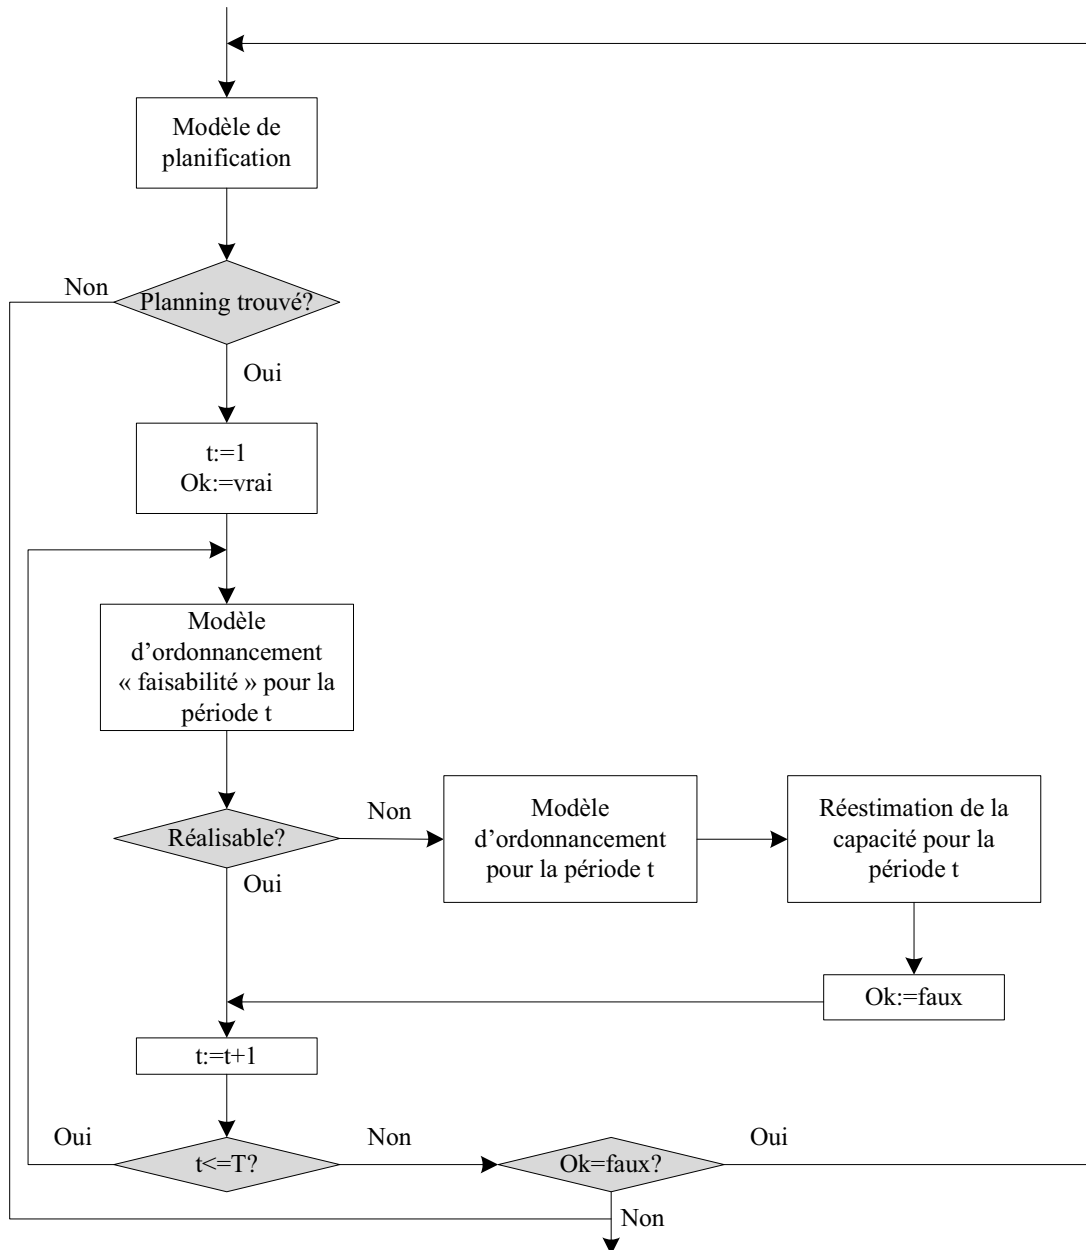 Modèle de
planification
Non
Planning trouvé?
Oui
t:=1
Ok:=vrai
Modèle
d’ordonnancement
« faisabilité » pour la
période t
Réalisable?
Non
Oui
Modèle
d’ordonnancement
pour la période t
Réestimation de la
capacité pour la
période t
Ok:=faux
t:=t+1
Oui
t<=T?
Non
Ok=faux?
Oui
Non